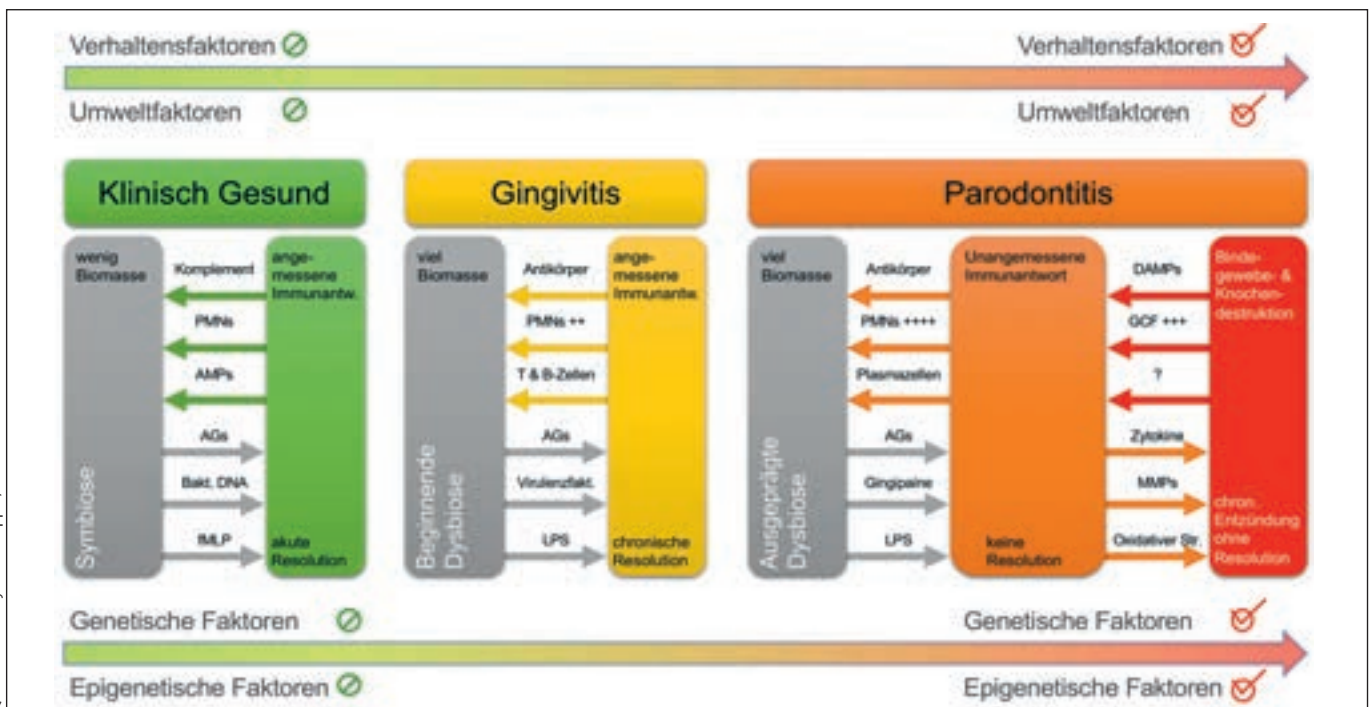 Verhaltensfaktoren
Verhaltensfaktoren
Umweltfaktoren
Umweltfaktoren
Klinisch Gesund
Gingivitis
Parodontitis
wenig
Biomasse
Symbiose
Komplement
PMNs
AMPs
AGs
Bakt. DNA
fMLP
ange-
messene
Immunantw.
akute
Resolution
viel
Biomasse
Beginnende
Dysbiose
Antikörper
PMNs ++
T & B-Zellen
AGs
Virulenzfakt.
LPS
ange-
messene
Immunantw.
chronische
Resolution
viel
Biomasse
Ausgeprägte
Dysbiose
Antikörper
PMNs ++++
Plasmazellen
AGs
Gingipaine
LPS
Unangemessene
Immunantwort
keine
Resolution
DAMPs
GCF +++
?
Zytokine
MMPs
Oxidativer Str.
Binde-
gewebe- &
Knochen-
destruktion
chron.
Entzündung
ohne
Resolution
Genetische Faktoren
Genetische Faktoren
Epigenetische Faktoren
Epigenetische Faktoren